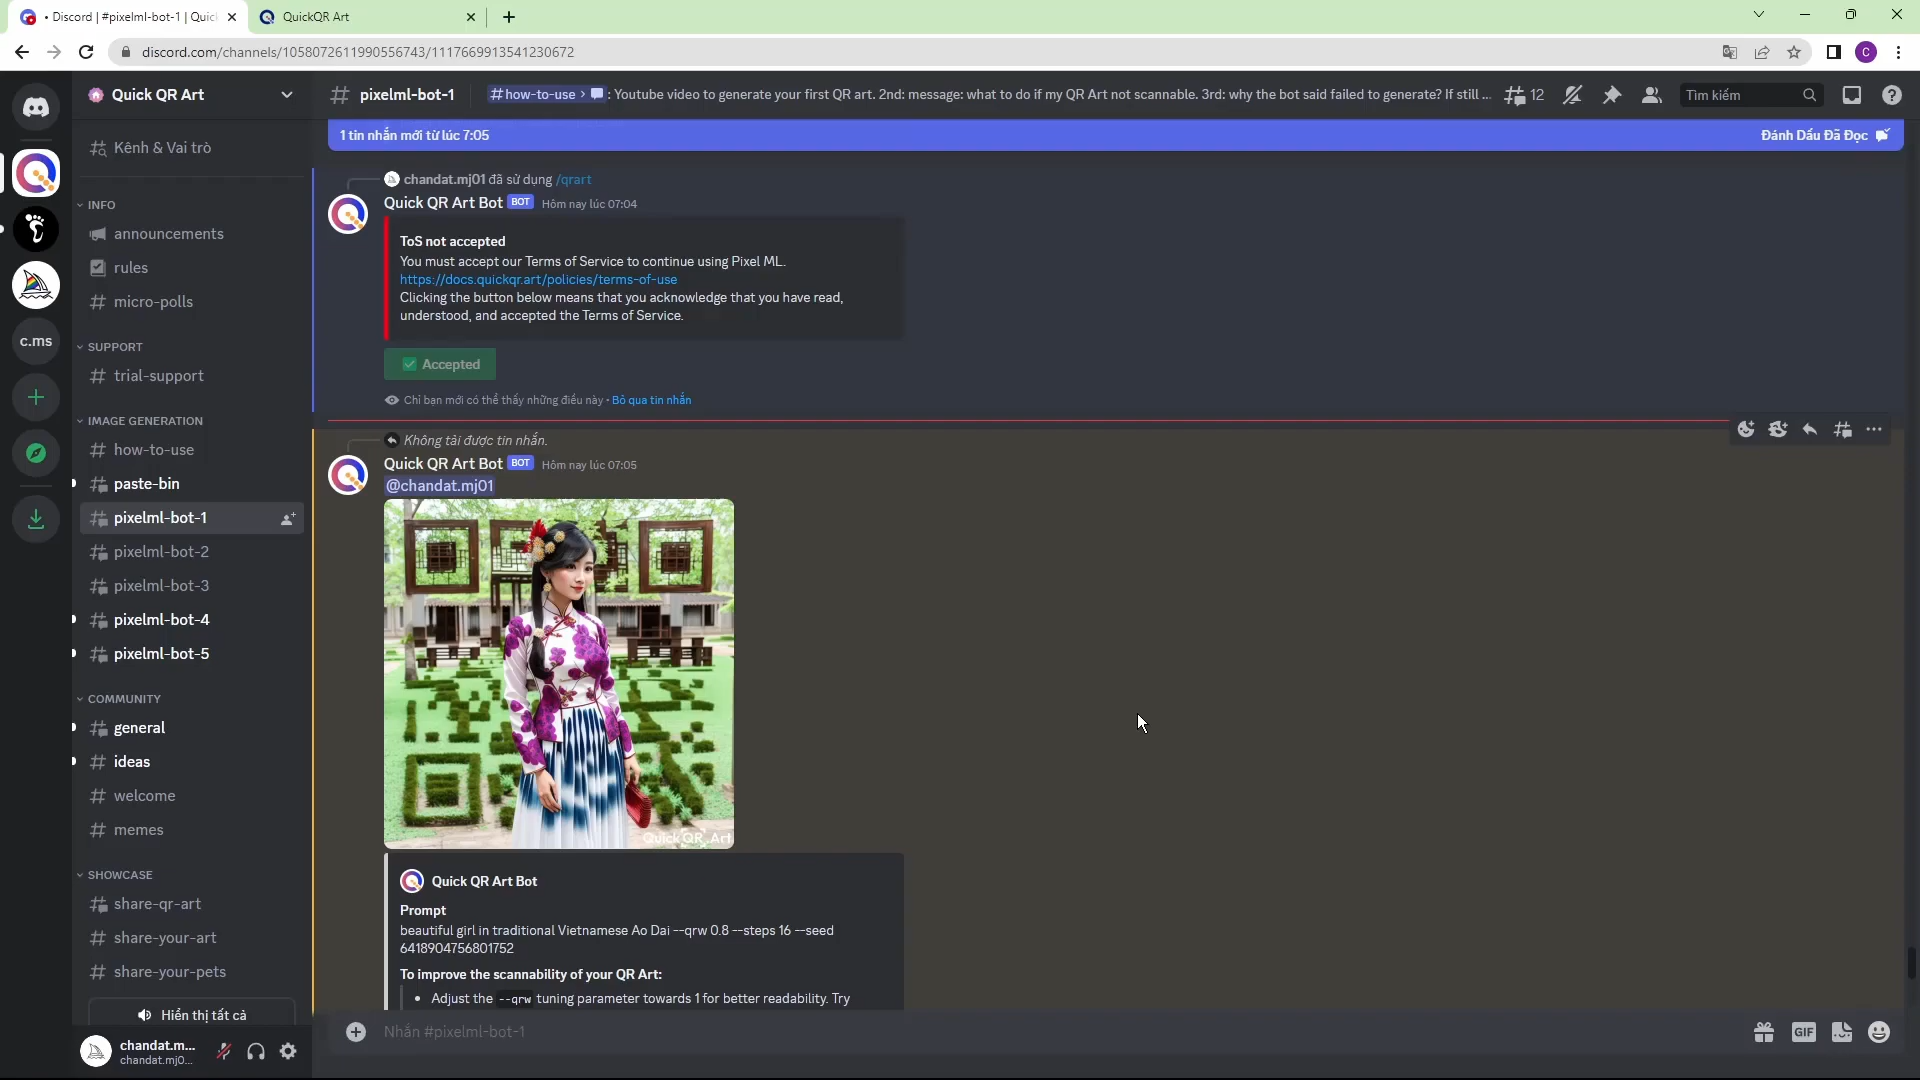 • Discord | #pixelml-bot-1 | Quick
QuickQR Art
discord.com/channels/1058072611990556743/1117669913541230672
C
Quick QR Art
# pixelml-bot-1
#how-to-use > : Youtube video to generate your first QR art. 2nd: message: what to do if my QR Art not scannable. 3rd: why the bot said failed to generate? If still ...
12
Tìm kiếm
1 tin nhắn mới từ lúc 7:05
Đánh Dấu Đã Đọc
Kênh & Vai trò
INFO
announcements
rules
micro-polls
SUPPORT
trial-support
IMAGE GENERATION
how-to-use
paste-bin
pixelml-bot-1
pixelml-bot-2
pixelml-bot-3
pixelml-bot-4
pixelml-bot-5
COMMUNITY
general
ideas
welcome
memes
SHOWCASE
share-qr-art
share-your-art
share-your-pets
Hiển thị tất cả
c.ms
chandat.m...
chandat.mj0...
chandat.mj01 đã sử dụng /qrart
Quick QR Art Bot BOT Hôm nay lúc 07:04
ToS not accepted
You must accept our Terms of Service to continue using Pixel ML.
https://docs.quickqr.art/policies/terms-of-use
Clicking the button below means that you acknowledge that you have read,
understood, and accepted the Terms of Service.
Accepted
Chỉ bạn mới có thể thấy những điều này • Bỏ qua tin nhắn
Không tải được tin nhắn.
Quick QR Art Bot BOT Hôm nay lúc 07:05
@chandat.mj01
QuickQR.Art
Quick QR Art Bot
Prompt
beautiful girl in traditional Vietnamese Ao Dai --qrw 0.8 --steps 16 --seed
6418904756801752
To improve the scannability of your QR Art:
• Adjust the --qrw tuning parameter towards 1 for better readability. Try
Nhắn #pixelml-bot-1
GIF